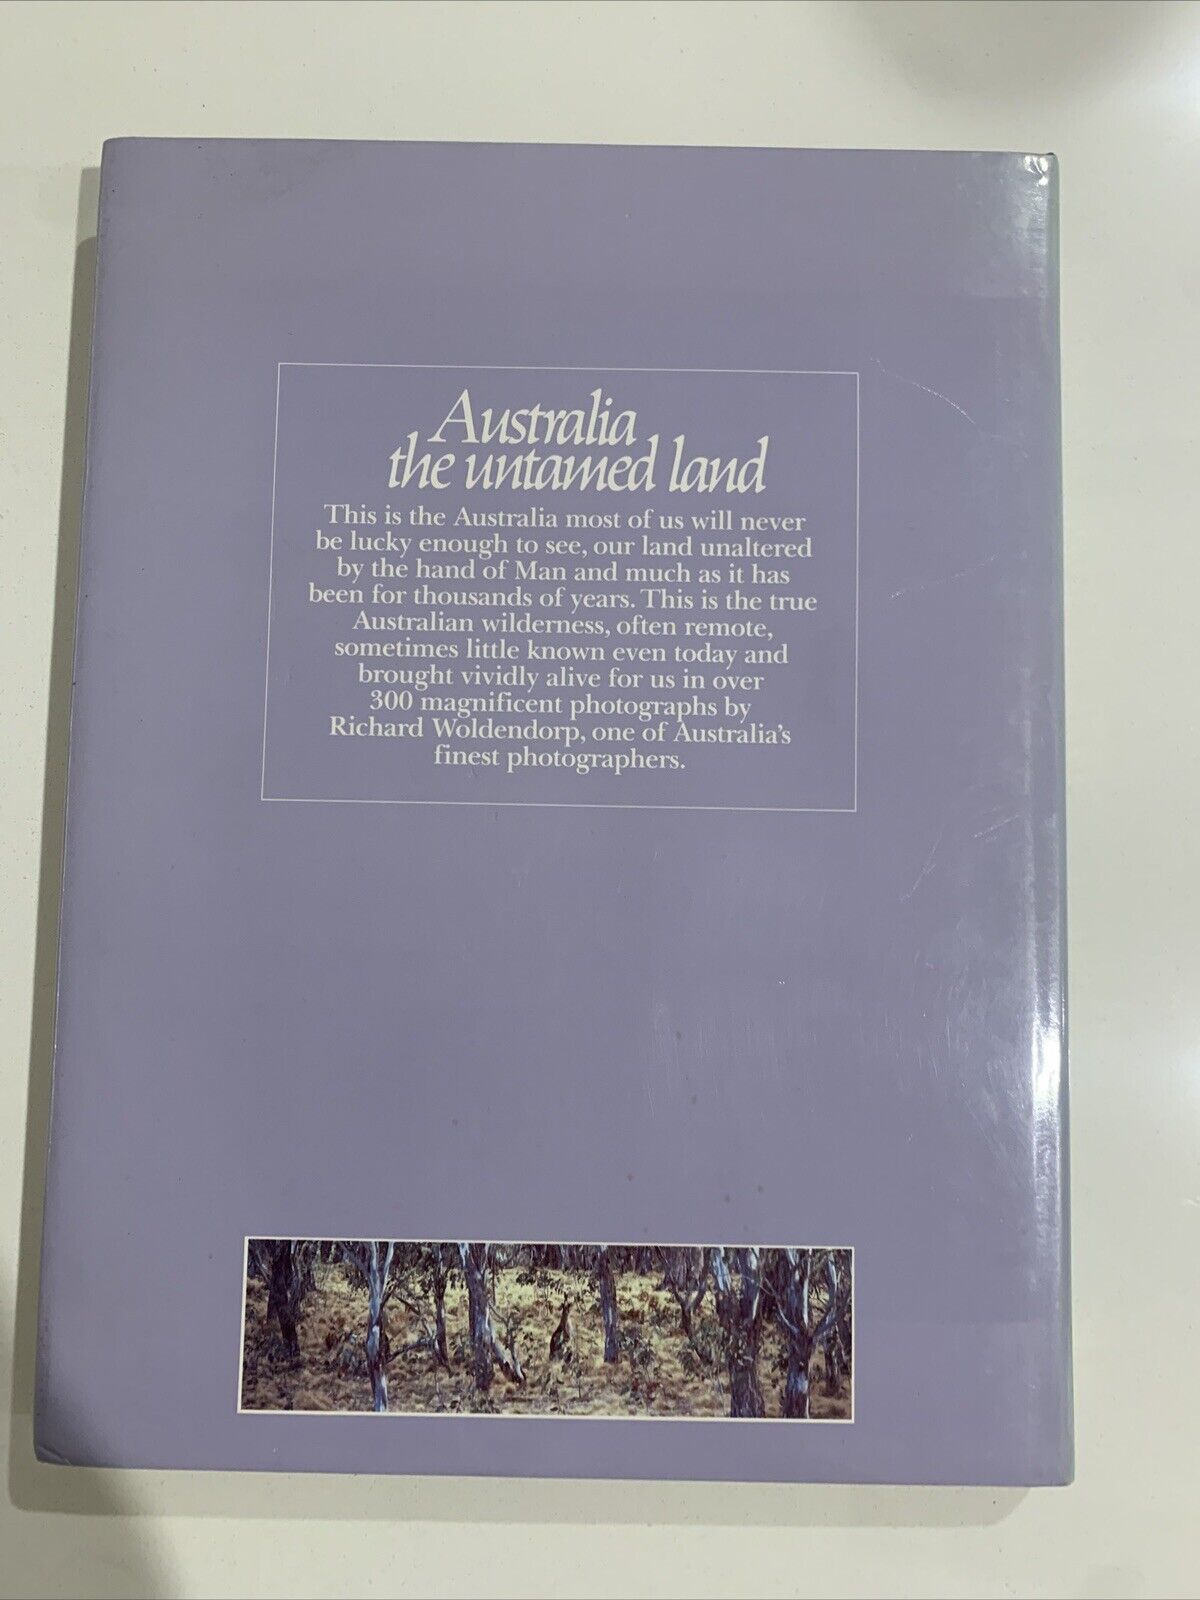 Australia
the untamed land
This is the Australia most of us will never
be lucky enough to see, our land unaltered
by the hand of Man and much as it has
been for thousands of years. This is the true
Australian wilderness, often remote,
sometimes little known even today and
brought vividly alive for us in over
300 magnificent photographs by
Richard Woldendorp, one of Australia's
finest photographers.